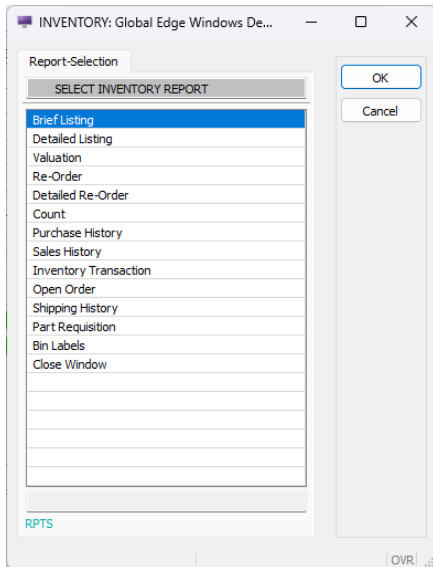 INVENTORY: Global Edge Windows De...
Report-Selection
SELECT INVENTORY REPORT
Brief Listing
Detailed Listing
Valuation
Re-Order
Detailed Re-Order
Count
Purchase History
Sales History
Inventory Transaction
Open Order
Shipping History
Part Requisition
Bin Labels
Close Window
RPTS
OK
Cancel
OVR